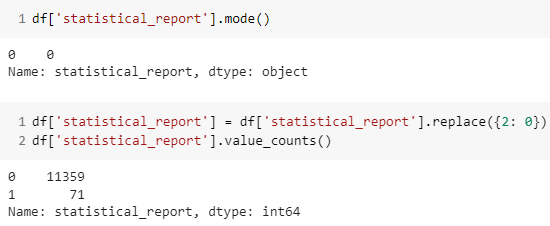 1 df['statistical_report'].mode()
0    0
Name: statistical_report, dtype: object
1 df['statistical_report'] = df['statistical_report'].replace({2: 0})
2 df['statistical_report'].value_counts()
0    11359
1       71
Name: statistical_report, dtype: int64